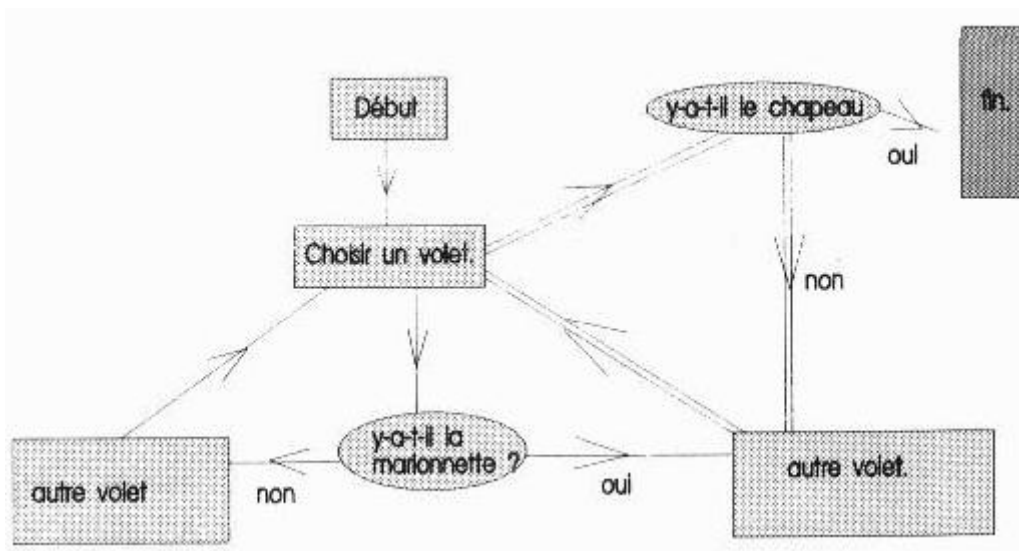 Début
y-a-t-il le chapeau
fin.
oui
Choisir un volet.
non
y-a-t-il la
marionnette ?
autre volet
non
oui
autre volet.